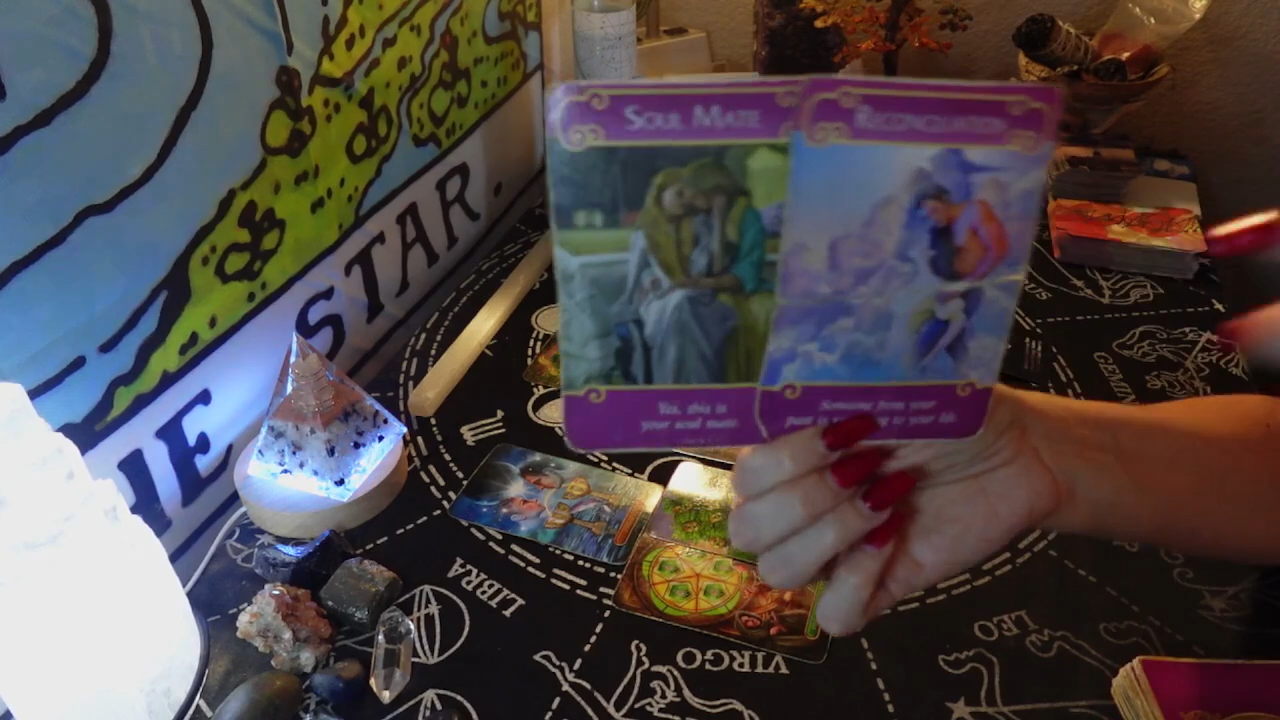 THE STAR.
SOUL MATE
RECONCILIATION
Yes, this is
your soul mate.
Someone from your
past is to your life.
GEMINI
LIBRA
VIRGO
LEO